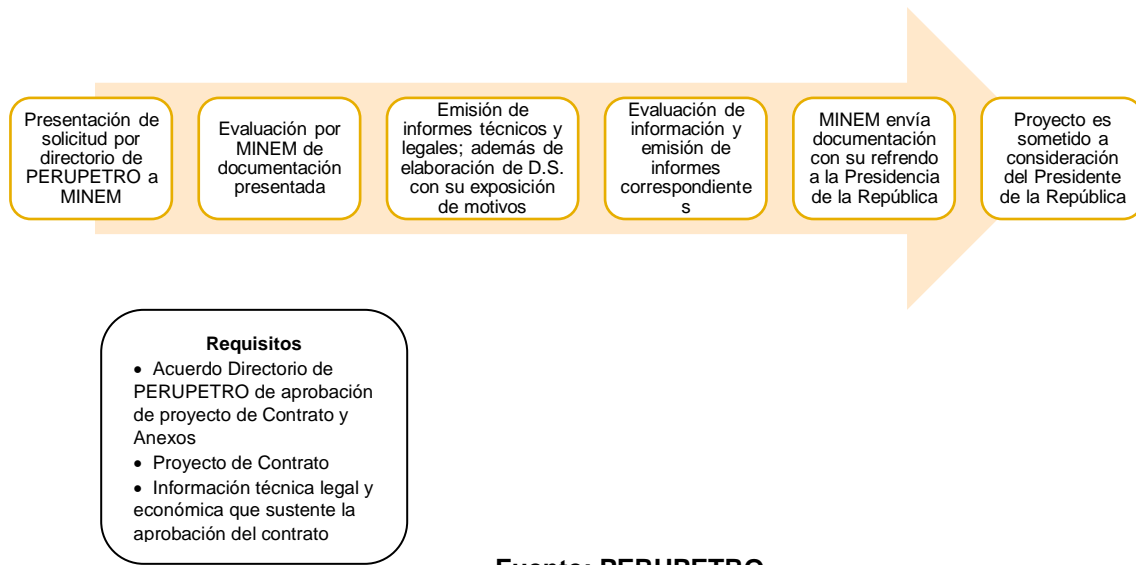 Presentación de
solicitud por
directorio de
PERUPETRO a
MINEM
Evaluación por
MINEM de
documentación
presentada
Emisión de
informes técnicos y
legales; además de
elaboración de D.S.
con su exposición
de motivos
Evaluación de
información y
emisión de
informes
correspondiente
s
MINEM envía
documentación
con su refrendo
a la Presidencia
de la República
Proyecto es
sometido a
consideración
del Presidente
de la República
Requisitos
• Acuerdo Directorio de
PERUPETRO de aprobación
de proyecto de Contrato y
Anexos
• Proyecto de Contrato
• Información técnica legal y
económica que sustente la
aprobación del contrato
Fuente: PERUPETRO